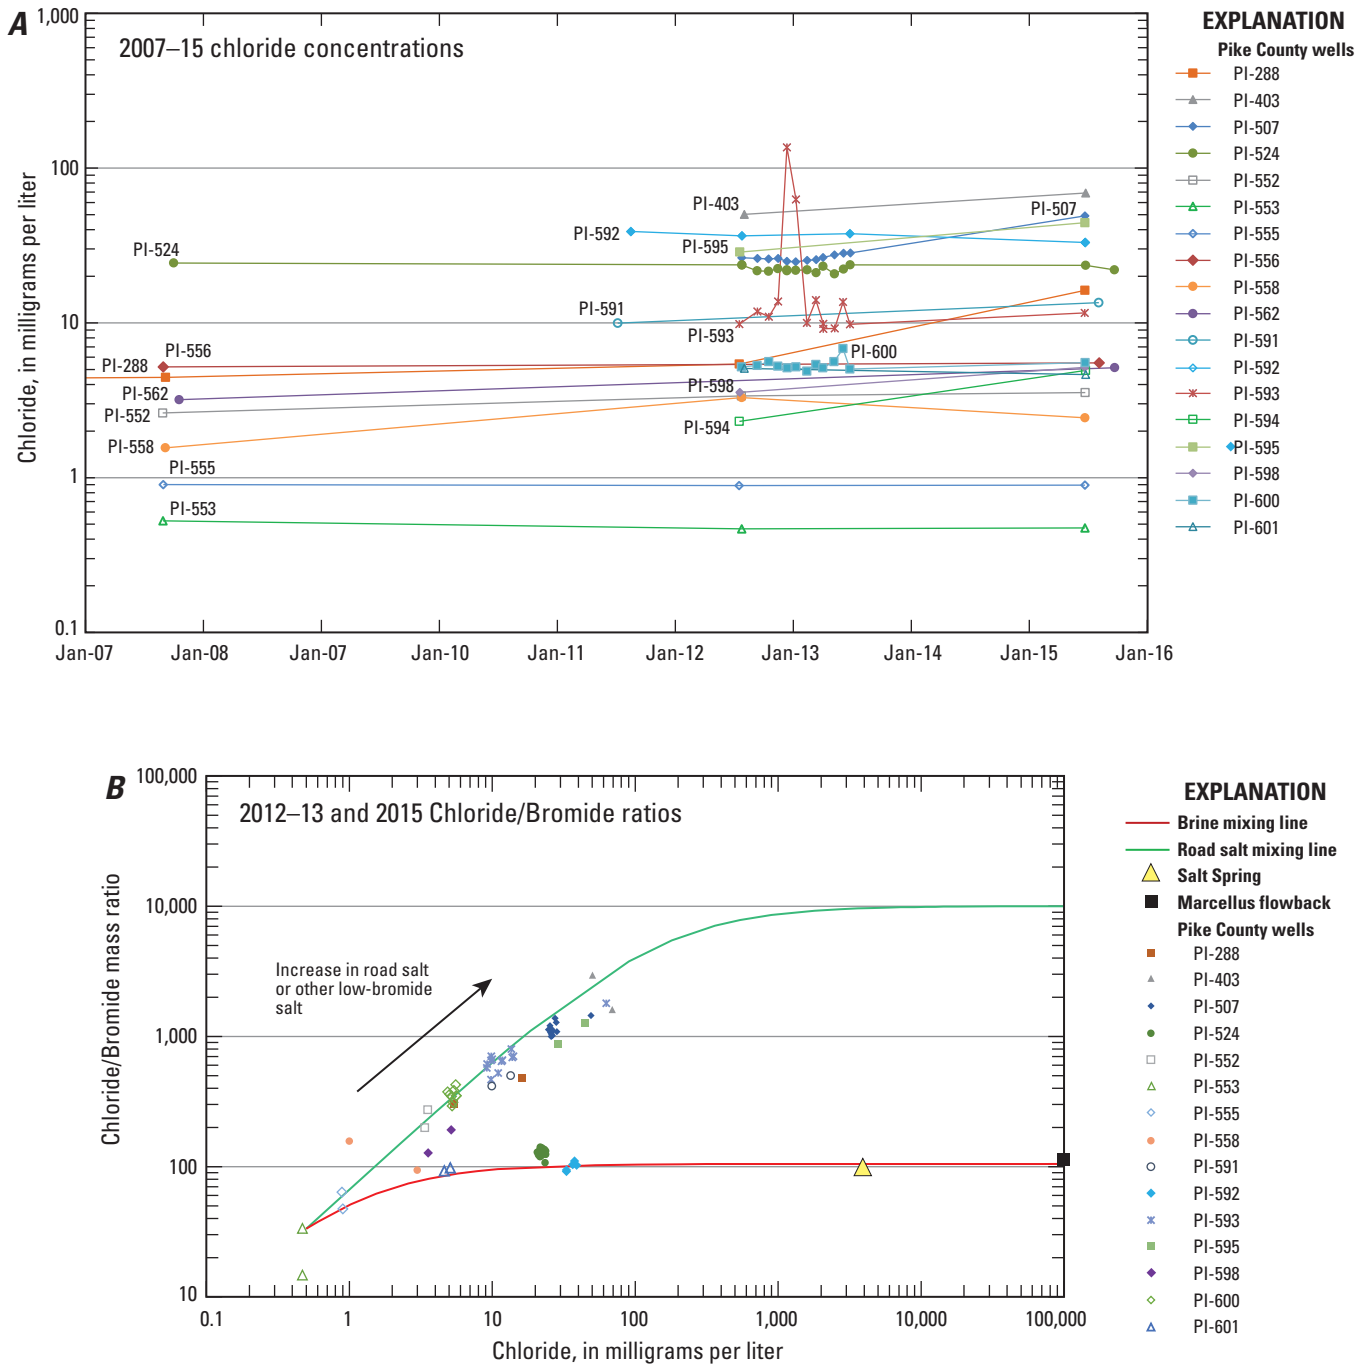 A
2007–15 chloride concentrations
Chloride, in milligrams per liter
1,000
100
10
1
0.1
Jan-07
Jan-08
Jan-07
Jan-10
Jan-11
Jan-12
Jan-13
Jan-14
Jan-15
Jan-16
PI-524
PI-288
PI-556
PI-562
PI-552
PI-558
PI-555
PI-553
PI-592
PI-591
PI-403
PI-595
PI-507
PI-593
PI-600
PI-598
PI-594
EXPLANATION
Pike County wells
PI-288
PI-403
PI-507
PI-524
PI-552
PI-553
PI-555
PI-556
PI-558
PI-562
PI-591
PI-592
PI-593
PI-594
PI-595
PI-598
PI-600
PI-601
B
2012–13 and 2015 Chloride/Bromide ratios
Chloride/Bromide mass ratio
100,000
10,000
1,000
100
10
Increase in road salt
or other low-bromide
salt
0.1
1
10
100
1,000
10,000
100,000
Chloride, in milligrams per liter
EXPLANATION
Brine mixing line
Road salt mixing line
Salt Spring
Marcellus flowback
Pike County wells
PI-288
PI-403
PI-507
PI-524
PI-552
PI-553
PI-555
PI-558
PI-591
PI-592
PI-593
PI-595
PI-598
PI-600
PI-601